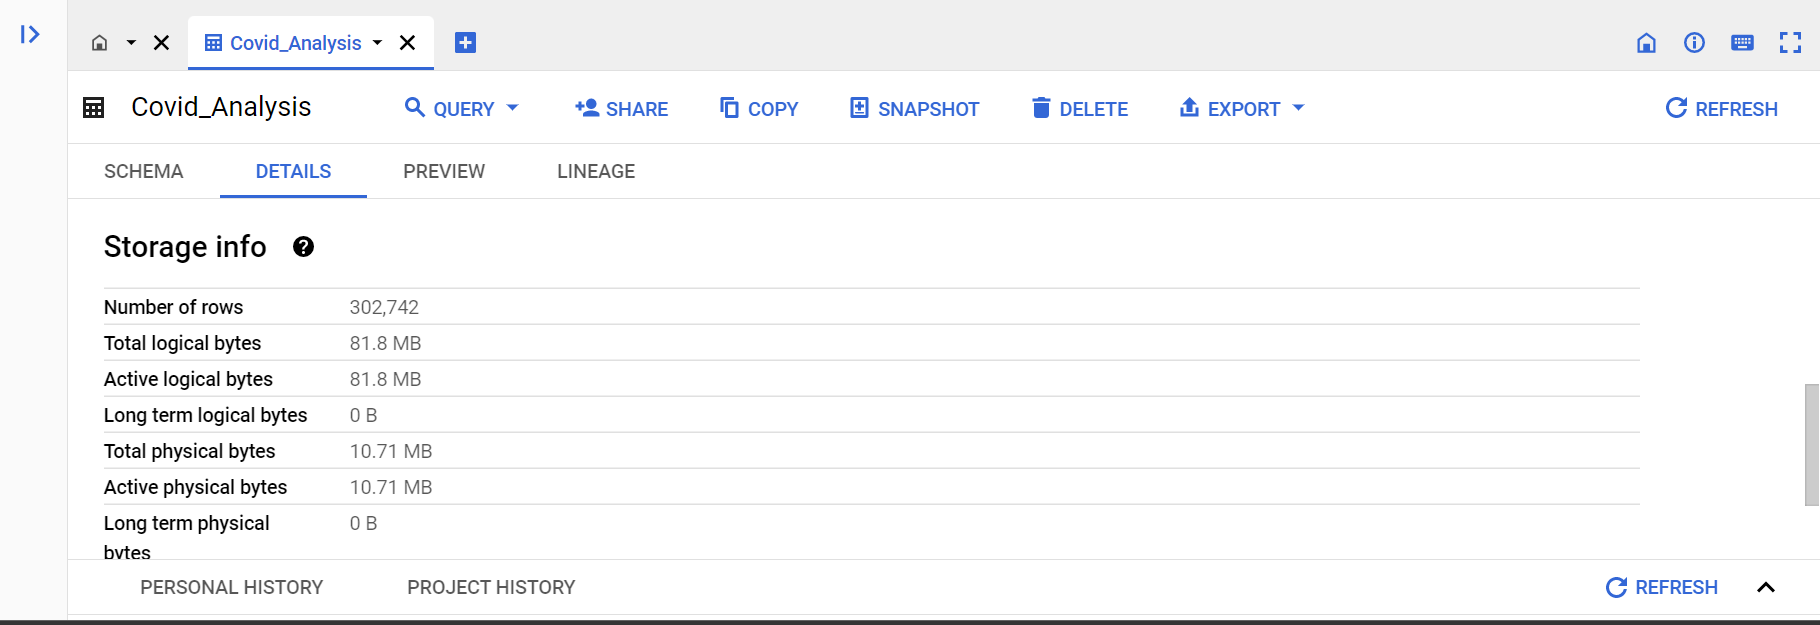 Covid_Analysis
Covid_Analysis QUERY SHARE COPY SNAPSHOT DELETE EXPORT REFRESH
SCHEMA DETAILS PREVIEW LINEAGE
Storage info
Number of rows 302,742
Total logical bytes 81.8 MB
Active logical bytes 81.8 MB
Long term logical bytes 0 B
Total physical bytes 10.71 MB
Active physical bytes 10.71 MB
Long term physical 0 B
bytes
PERSONAL HISTORY PROJECT HISTORY REFRESH